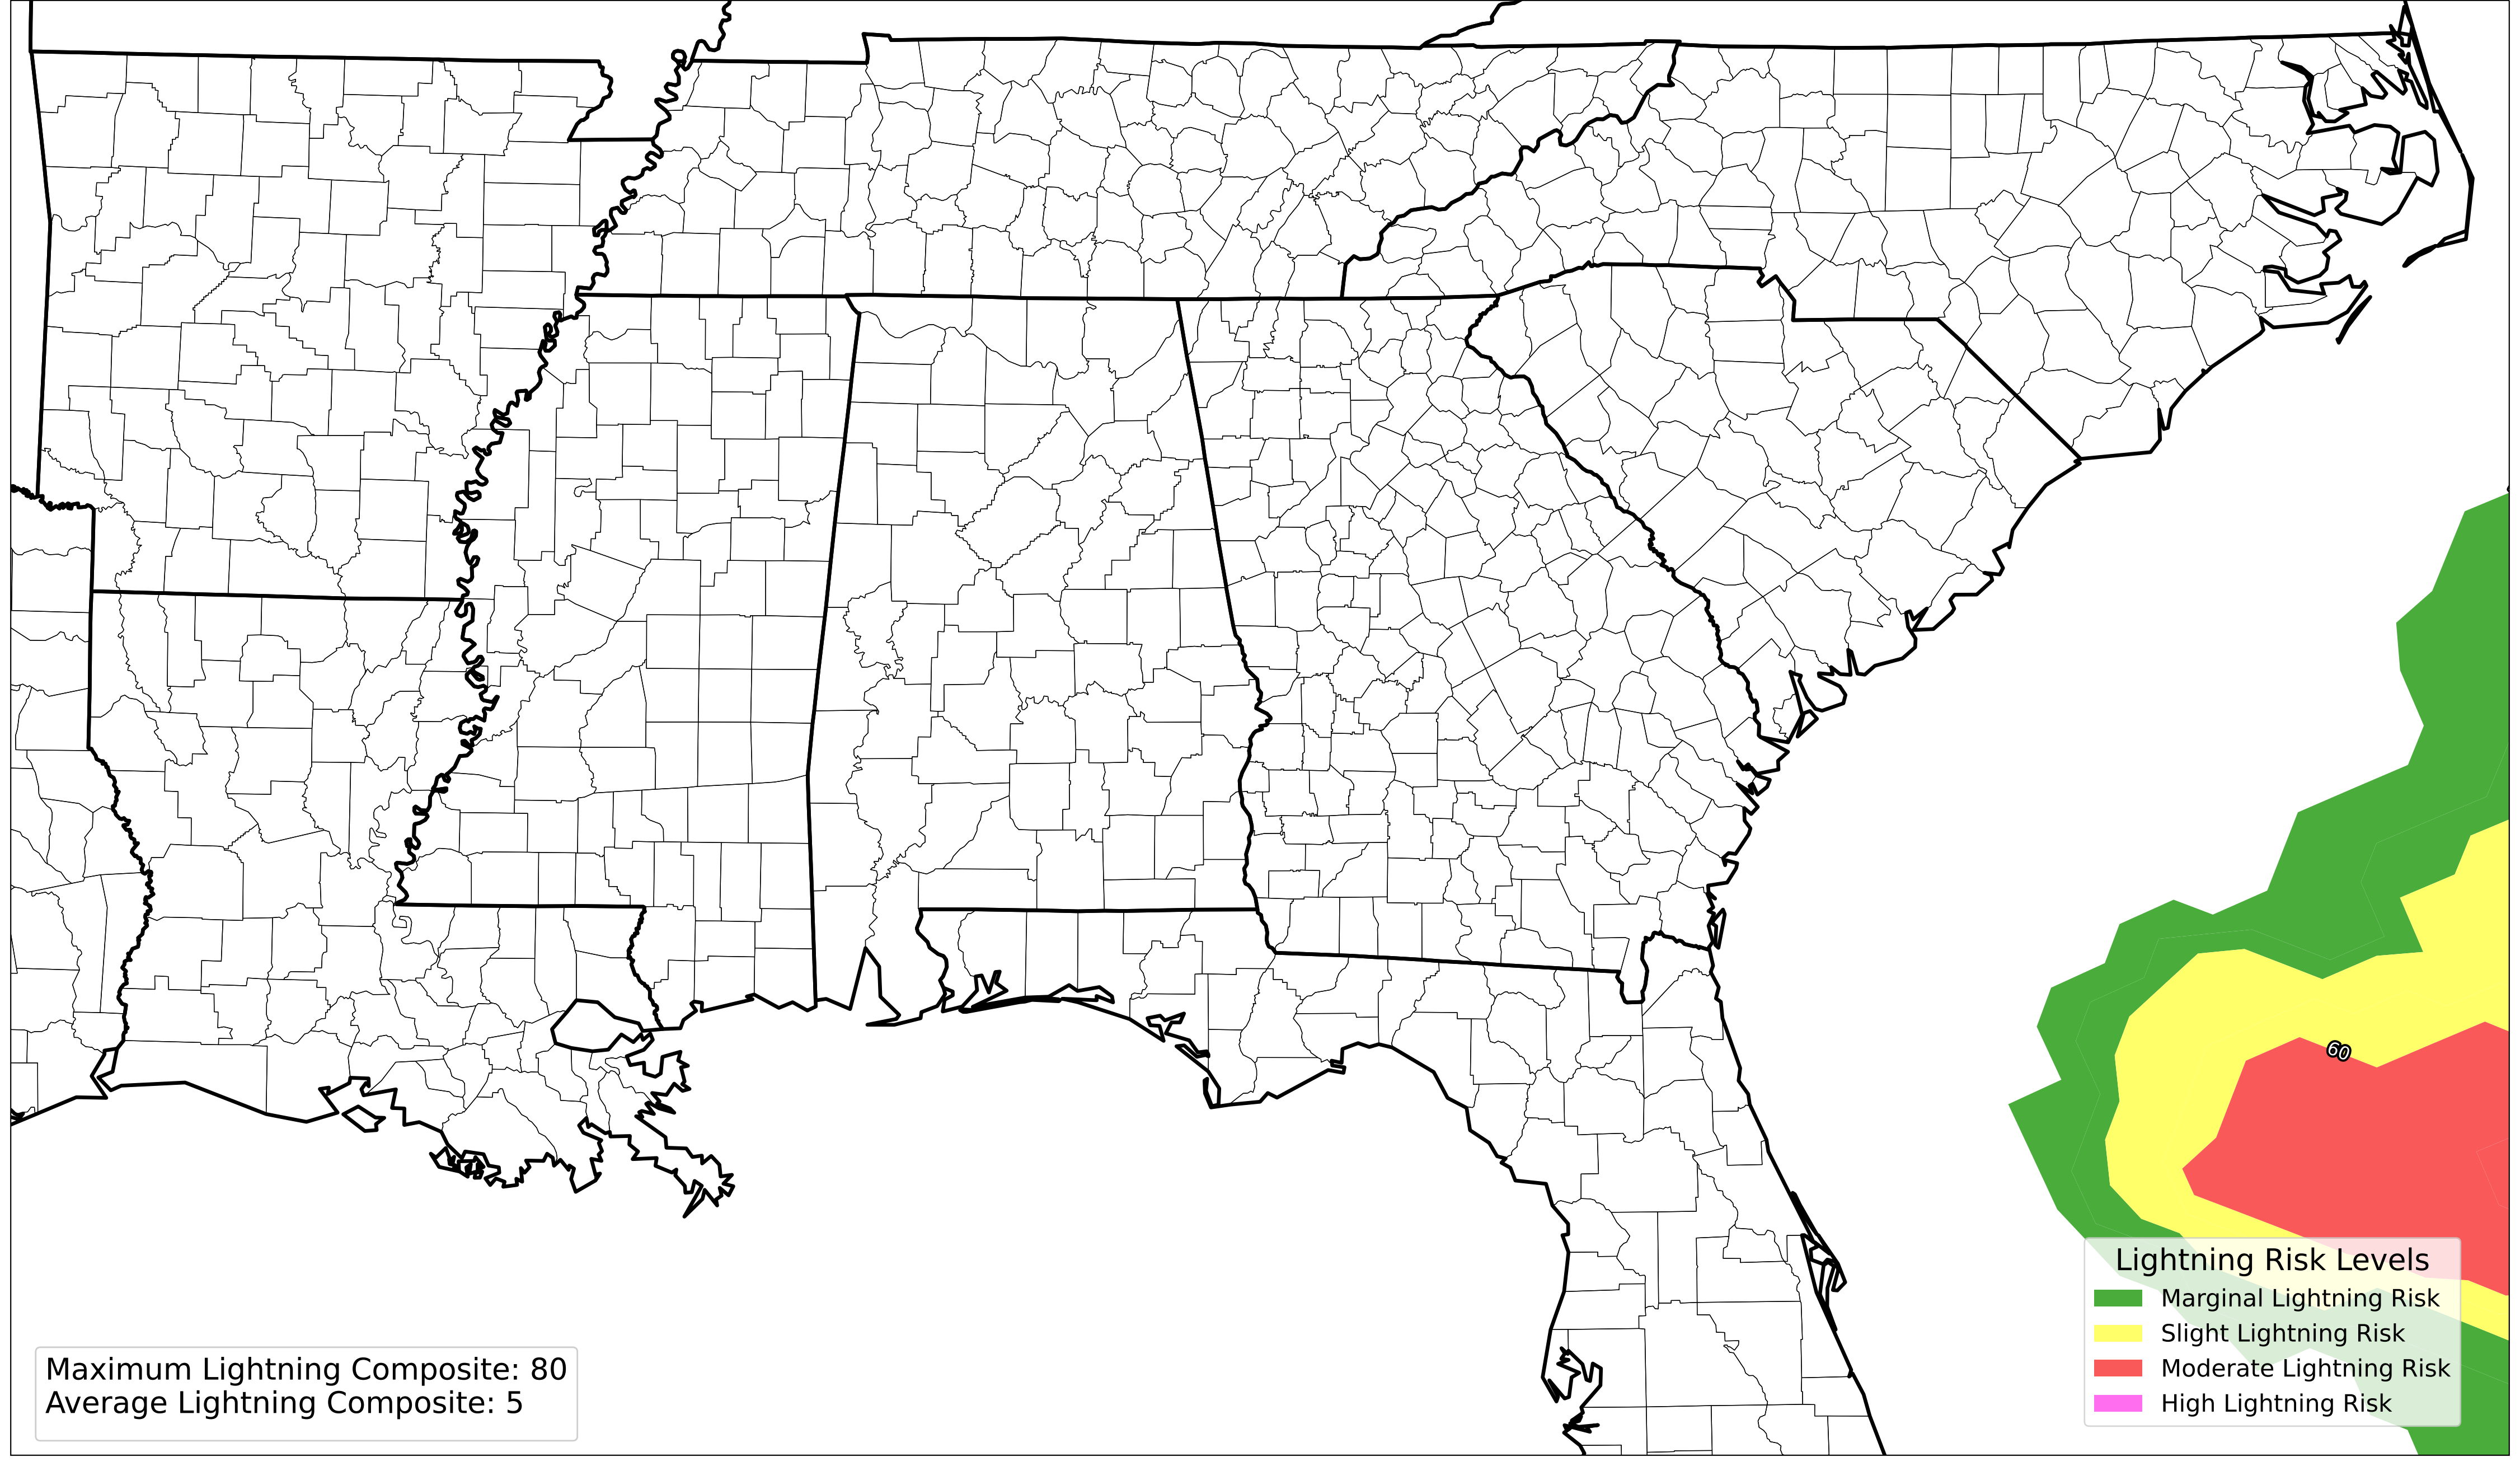 60
Lightning Risk Levels
Marginal Lightning Risk
Slight Lightning Risk
Moderate Lightning Risk
High Lightning Risk
Maximum Lightning Composite: 80
Average Lightning Composite: 5